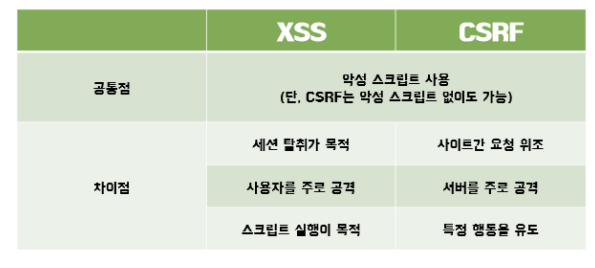 XSS CSRF
공통점
악성 스크립트 사용
(단, CSRF는 악성 스크립트 없이도 가능)
차이점
세션 탈취가 목적 사이트간 요청 위조
사용자를 주로 공격 서버를 주로 공격
스크립트 실행이 목적 특정 행동을 유도